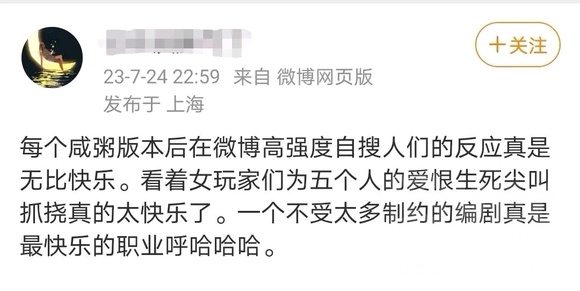 +关注
23-7-24 22:59 来自 微博网页版
发布于 上海
每个咸粥版本后在微博高强度自搜人们的反应真是
无比快乐。看着女玩家们为五个人的爱恨生死尖叫
抓挠真的太快乐了。一个不受太多制约的编剧真是
最快乐的职业呼哈哈哈。